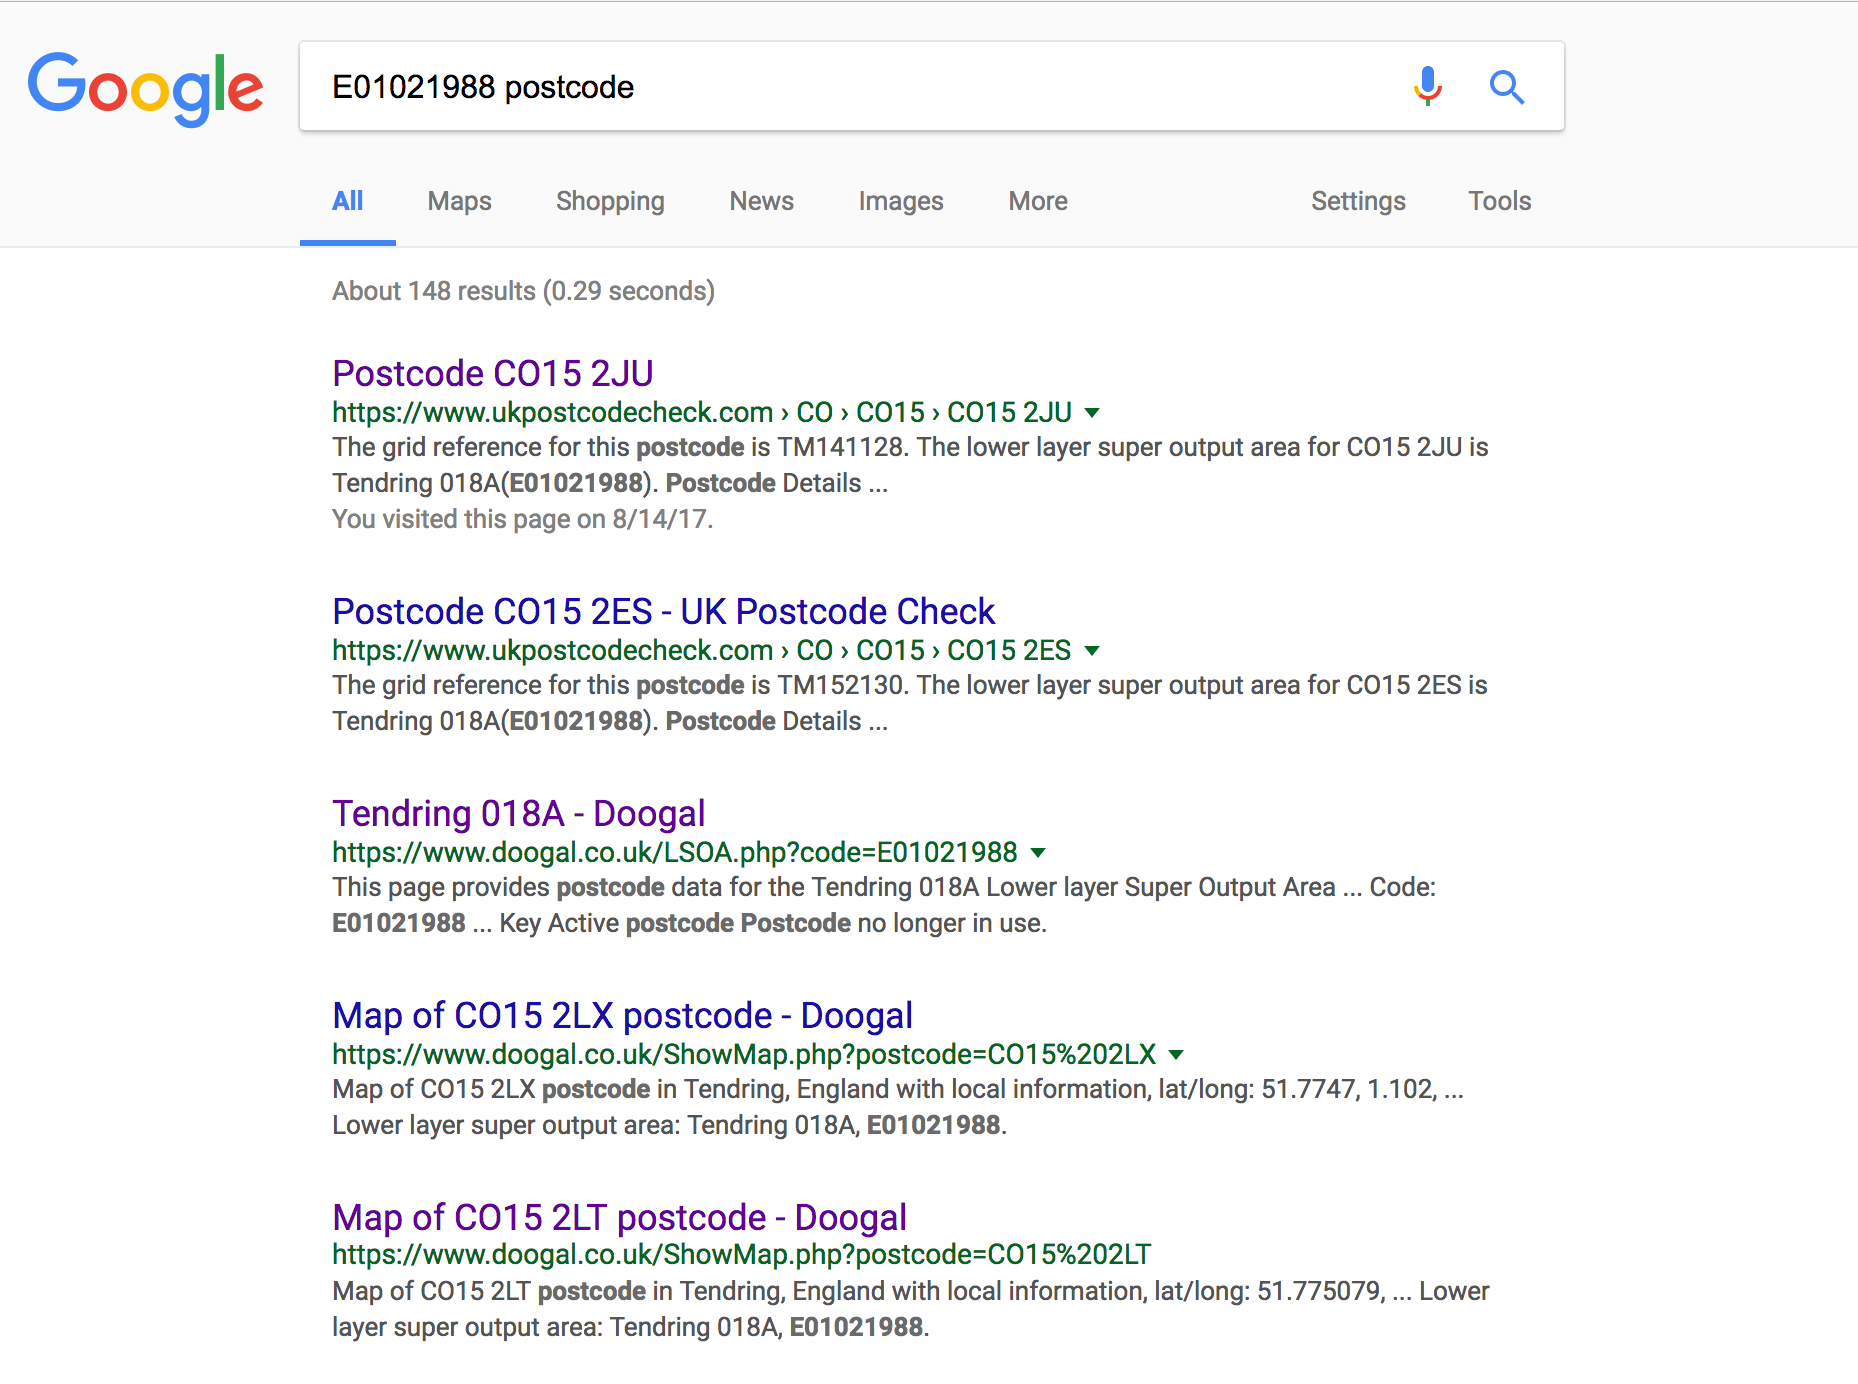 Google
E01021988 postcode
All Maps Shopping News Images More Settings Tools
About 148 results (0.29 seconds)
Postcode CO15 2JU
https://www.ukpostcodecheck.com › CO › CO15 › CO15 2JU
The grid reference for this postcode is TM141128. The lower layer super output area for CO15 2JU is
Tendring 018A(E01021988). Postcode Details ...
You visited this page on 8/14/17.
Postcode CO15 2ES - UK Postcode Check
https://www.ukpostcodecheck.com › CO › CO15 › CO15 2ES
The grid reference for this postcode is TM152130. The lower layer super output area for CO15 2ES is
Tendring 018A(E01021988). Postcode Details ...
Tendring 018A - Doogal
https://www.doogal.co.uk/LSOA.php?code=E01021988
This page provides postcode data for the Tendring 018A Lower layer Super Output Area ... Code:
E01021988 ... Key Active postcode Postcode no longer in use.
Map of CO15 2LX postcode - Doogal
https://www.doogal.co.uk/ShowMap.php?postcode=CO15%202LX
Map of CO15 2LX postcode in Tendring, England with local information, lat/long: 51.7747, 1.102, ...
Lower layer super output area: Tendring 018A, E01021988.
Map of CO15 2LT postcode - Doogal
https://www.doogal.co.uk/ShowMap.php?postcode=CO15%202LT
Map of CO15 2LT postcode in Tendring, England with local information, lat/long: 51.775079, ... Lower
layer super output area: Tendring 018A, E01021988.